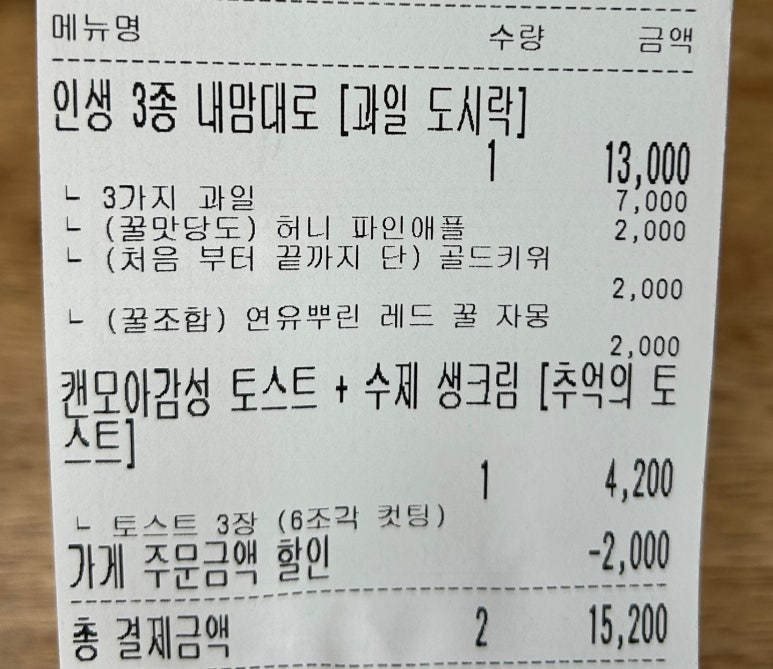 메뉴명 수량 금액
인생 3종 내맘대로 [과일 도시락]
1 13,000
ㄴ 3가지 과일 7,000
ㄴ (꿀맛당도) 허니 파인애플 2,000
ㄴ (처음 부터 끝까지 단) 골드키위
2,000
ㄴ (꿀조합) 연유뿌린 레드 꿀 자몽
2,000
캔모아감성 토스트 + 수제 생크림 [추억의 토
스트]
1 4,200
ㄴ 토스트 3장 (6조각 컷팅)
가게 주문금액 할인 -2,000
총 결제금액 2 15,200